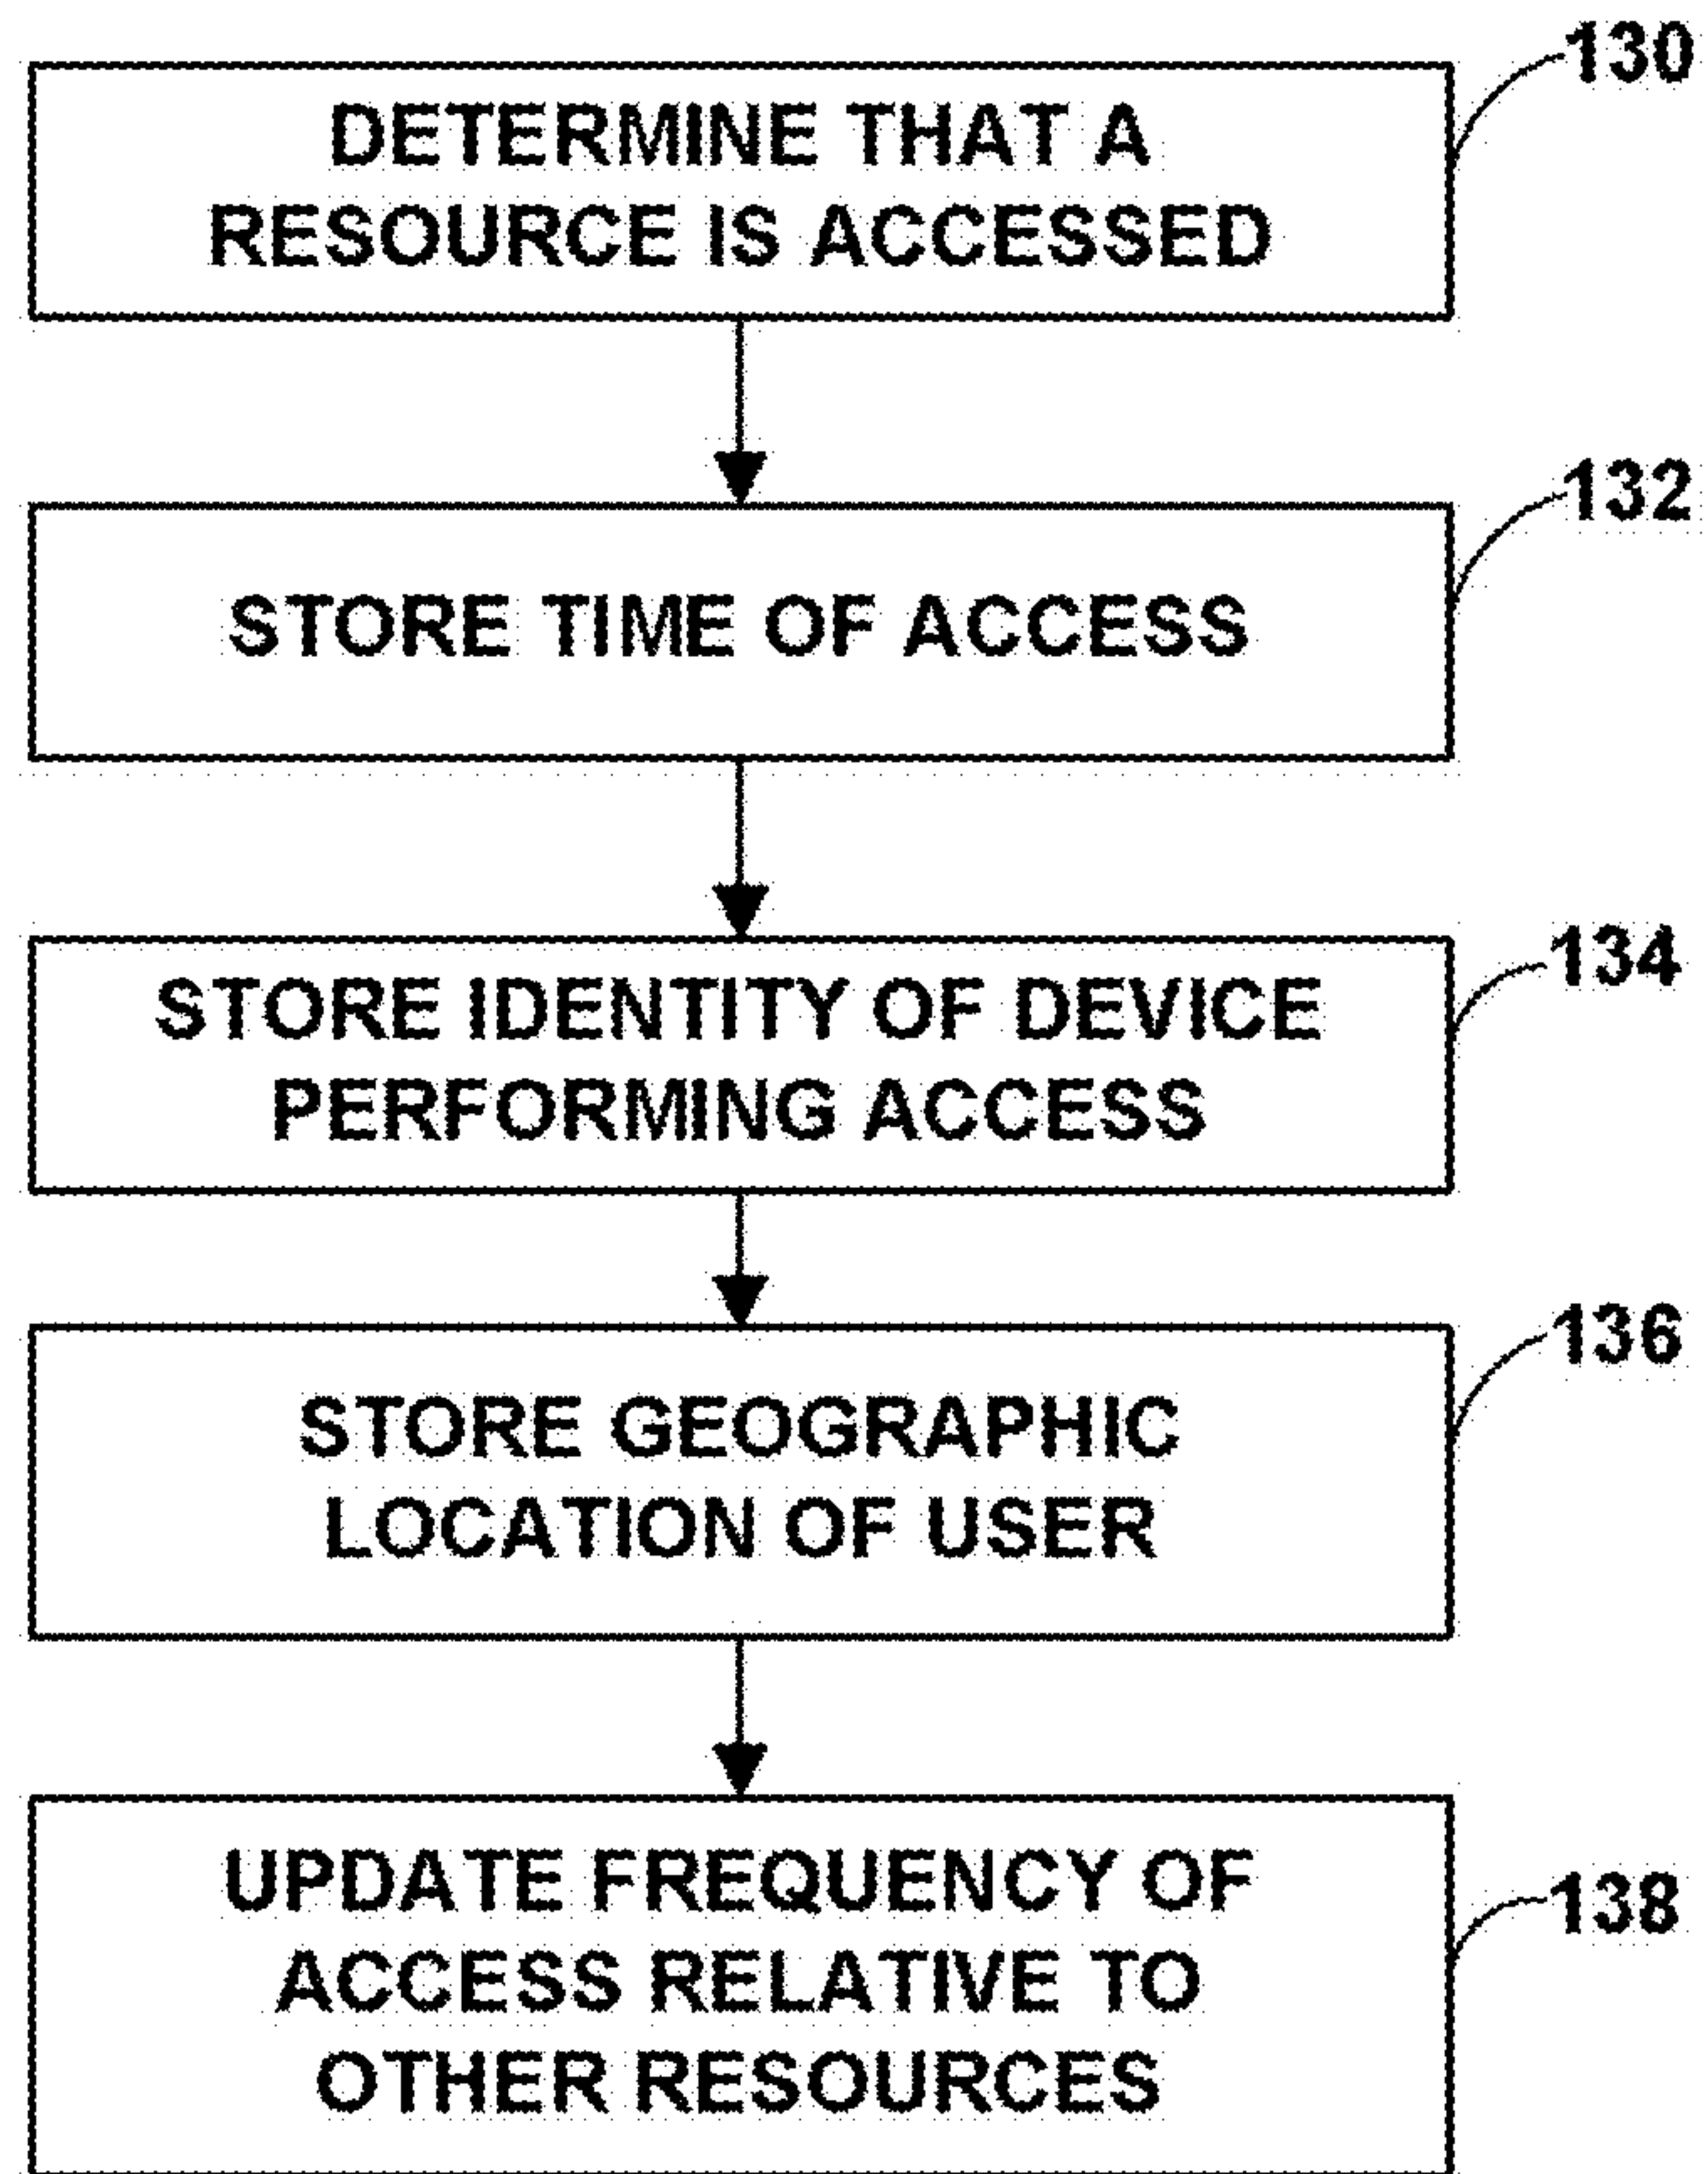 130
DETERMINE THAT A
RESOURCE IS ACCESSED
132
STORE TIME OF ACCESS
134
STORE IDENTITY OF DEVICE
PERFORMING ACCESS
136
STORE GEOGRAPHIC
LOCATION OF USER
138
UPDATE FREQUENCY OF
ACCESS RELATIVE TO
OTHER RESOURCES